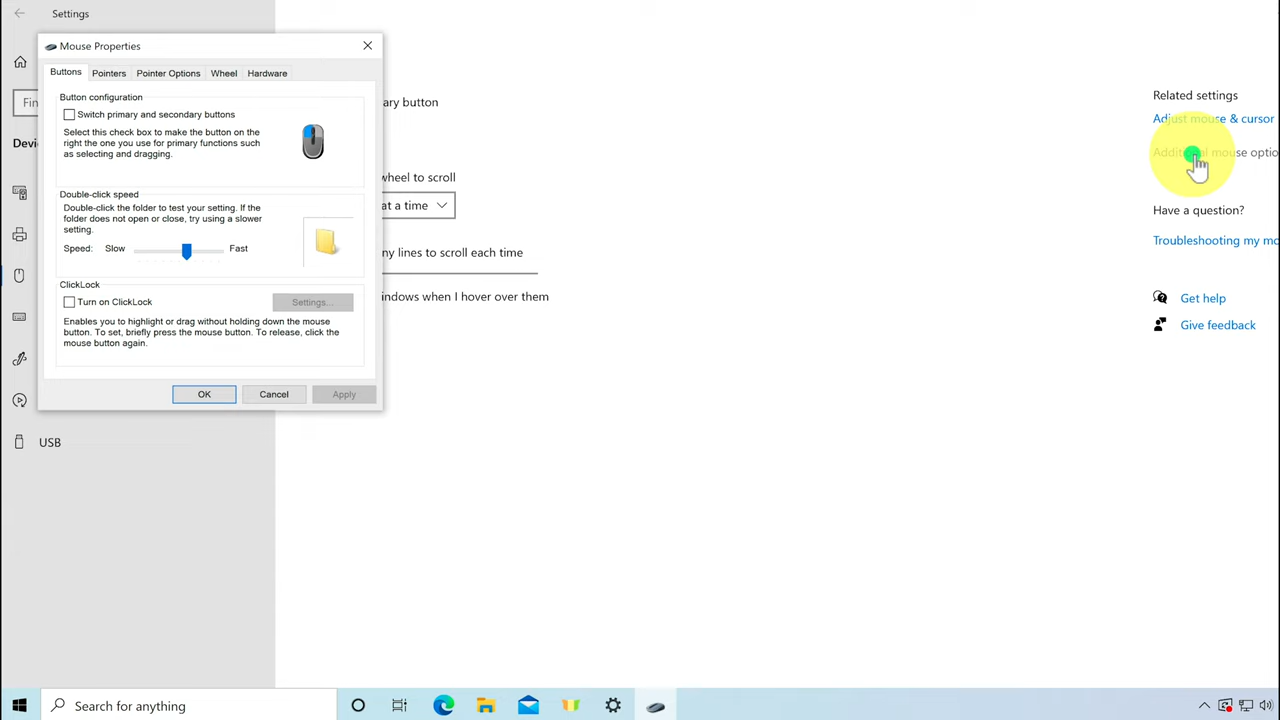 Settings
Mouse Properties
Buttons
Pointers
Pointer Options
Wheel
Hardware
Button configuration
Switch primary and secondary buttons
Select this check box to make the button on the
right the one you use for primary functions such
as selecting and dragging.
Double-click speed
Double-click the folder to test your setting. If the
folder does not open or close, try using a slower
setting.
Speed: Slow Fast
ClickLock
Turn on ClickLock
Settings...
Enables you to highlight or drag without holding down the mouse
button. To set, briefly press the mouse button. To release, click the
mouse button again.
OK
Cancel
Apply
Fin
Devi
USB
ary button
wheel to scroll
at a time
ny lines to scroll each time
indows when I hover over them
Related settings
Adjust mouse & cursor
Additional mouse optio
Have a question?
Troubleshooting my mo
Get help
Give feedback
Search for anything